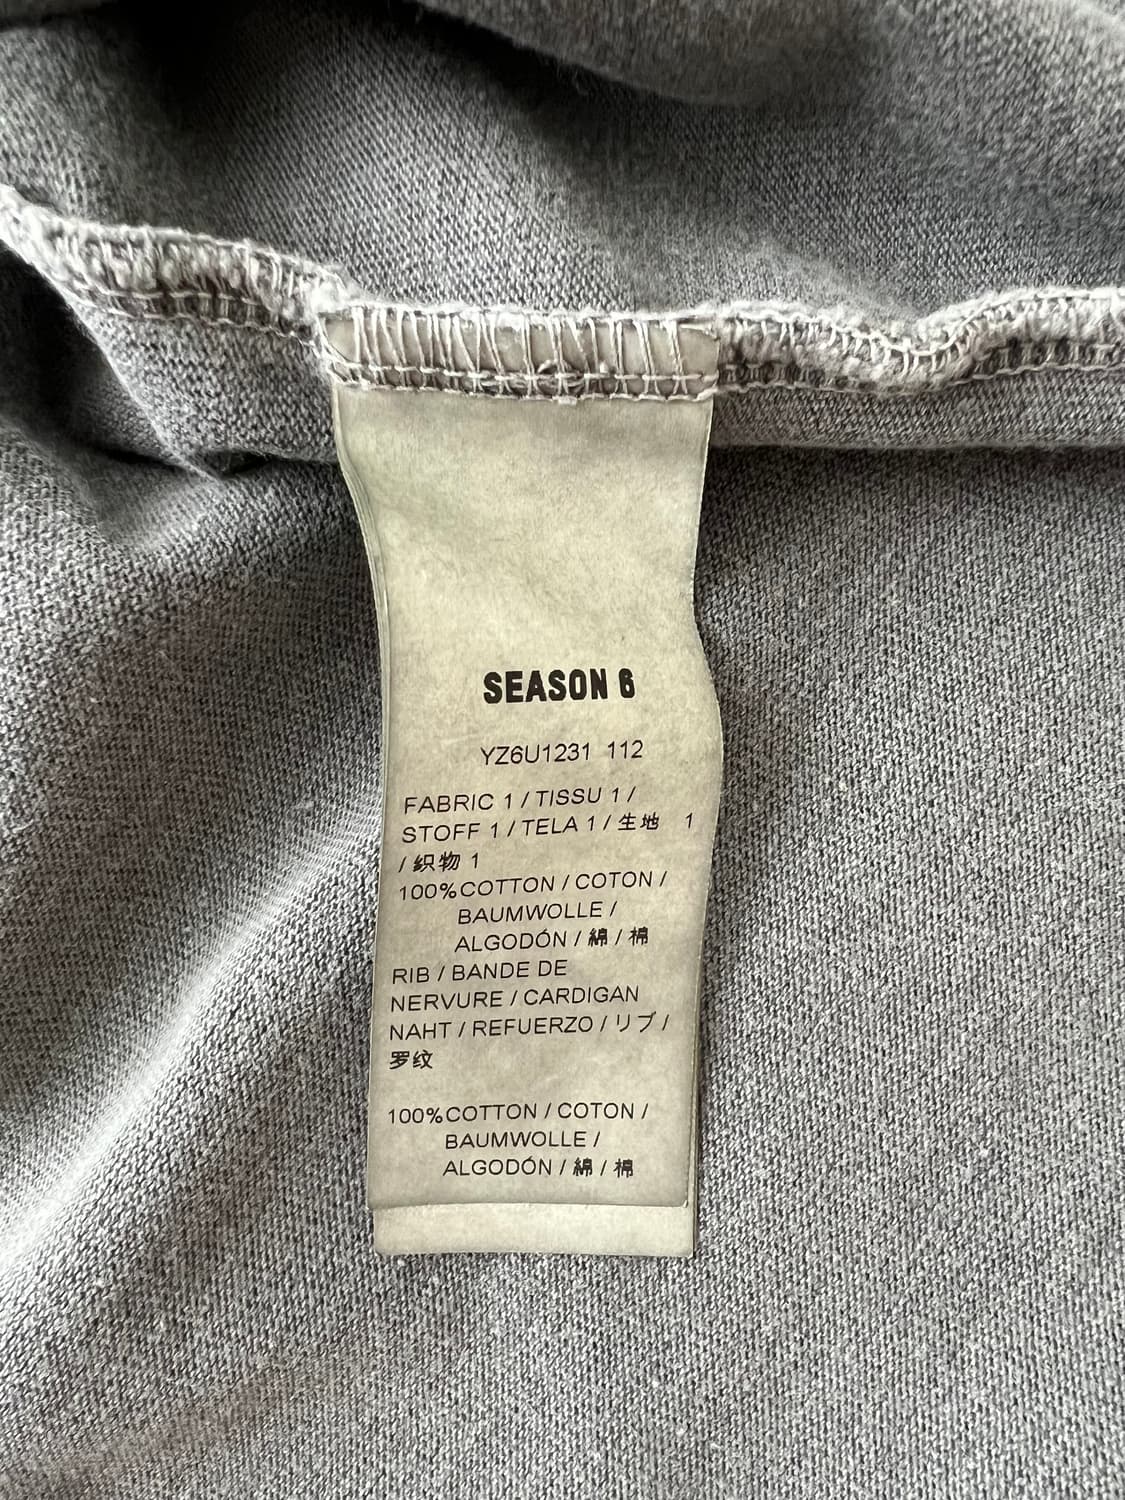 SEASON 6
YZ6U1231 112
FABRIC 1 / TISSU 1 /
STOFF 1 / TELA 1 / 生地 1
/ 织物 1
100%COTTON / COTON /
BAUMWOLLE /
ALGODÓN / 綿 / 棉
RIB / BANDE DE
NERVURE / CARDIGAN
NAHT / REFUERZO / リブ /
罗纹
100%COTTON / COTON /
BAUMWOLLE /
ALGODÓN / 綿 / 棉